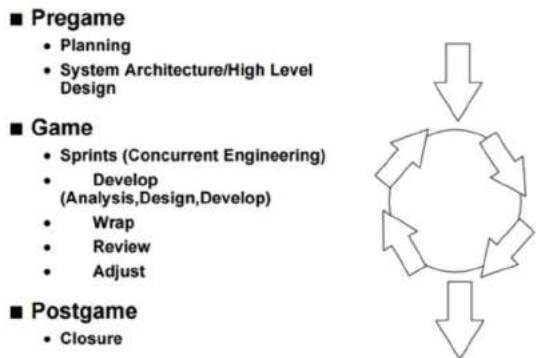 ■ Pregame
• Planning
• System Architecture/High Level
Design
■ Game
• Sprints (Concurrent Engineering)
• Develop
(Analysis,Design,Develop)
• Wrap
• Review
• Adjust
■ Postgame
• Closure